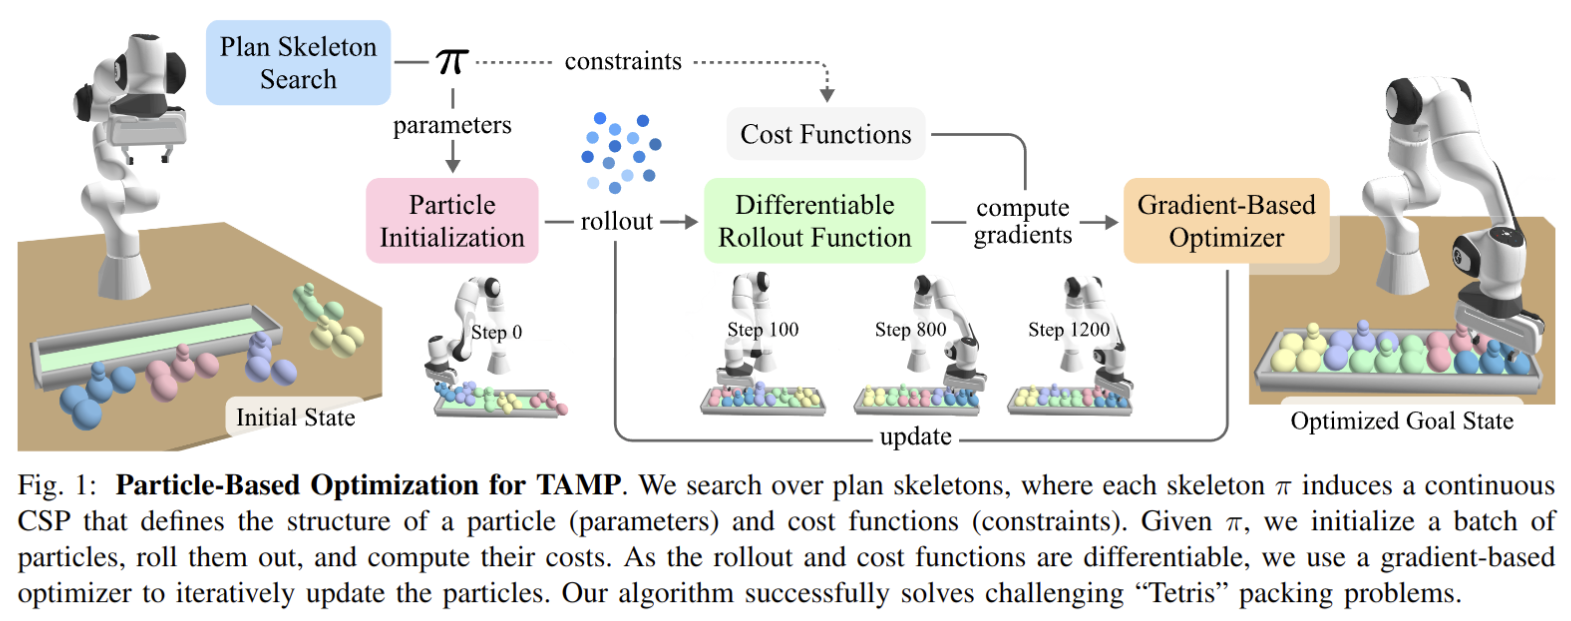 Plan Skeleton
Search
π
constraints
parameters
Cost Functions
Particle
Initialization
rollout
Differentiable
Rollout Function
compute
gradients
Gradient-Based
Optimizer
Step 0
Step 100
Step 800
Step 1200
Initial State
update
Optimized Goal State
Fig. 1: Particle-Based Optimization for TAMP. We search over plan skeletons, where each skeleton π induces a continuous
CSP that defines the structure of a particle (parameters) and cost functions (constraints). Given π, we initialize a batch of
particles, roll them out, and compute their costs. As the rollout and cost functions are differentiable, we use a gradient-based
optimizer to iteratively update the particles. Our algorithm successfully solves challenging “Tetris” packing problems.